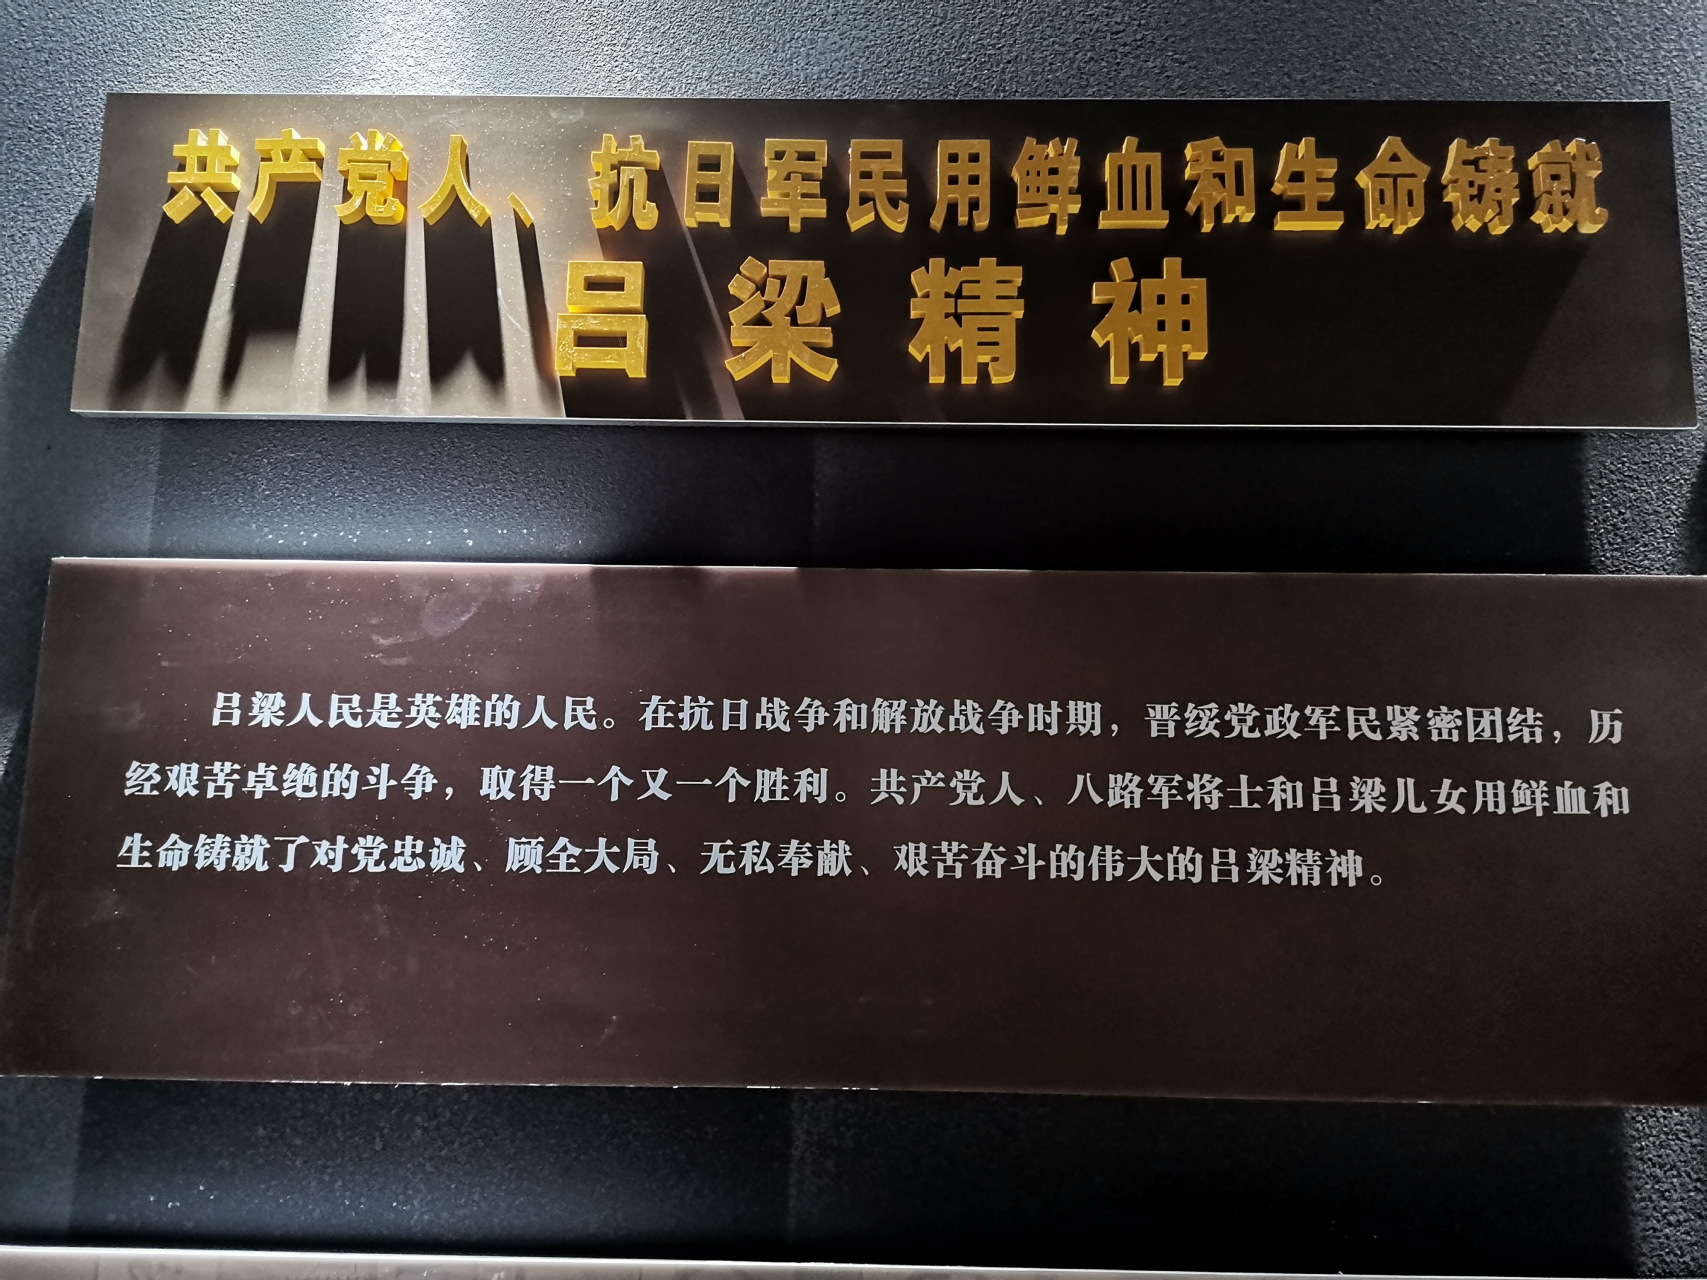 共产党人、抗日军民用鲜血和生命铸就
吕梁精神
吕梁人民是英雄的人民。在抗日战争和解放战争时期，晋绥党政军民紧密团结，历
经艰苦卓绝的斗争，取得一个又一个胜利。共产党人、八路军将士和吕梁儿女用鲜血和
生命铸就了对党忠诚、顾全大局、无私奉献、艰苦奋斗的伟大的吕梁精神。